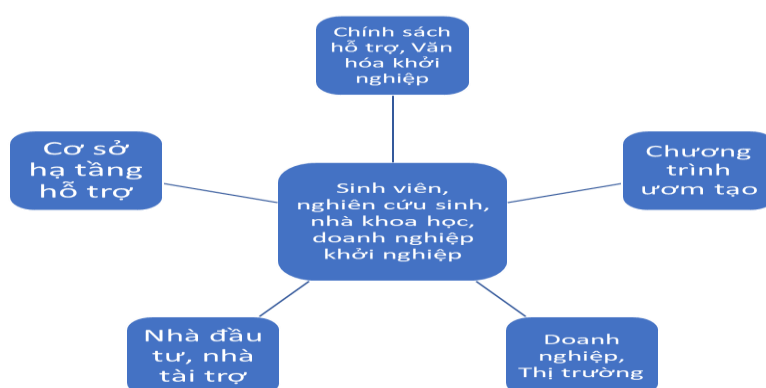 Chính sách
hỗ trợ, Văn
hóa khởi
nghiệp
Cơ sở
hạ tầng
hỗ trợ
Chương
trình
ươm tạo
Sinh viên,
nghiên cứu sinh,
nhà khoa học,
doanh nghiệp
khởi nghiệp
Nhà đầu
tư, nhà
tài trợ
Doanh
nghiệp,
Thị trường